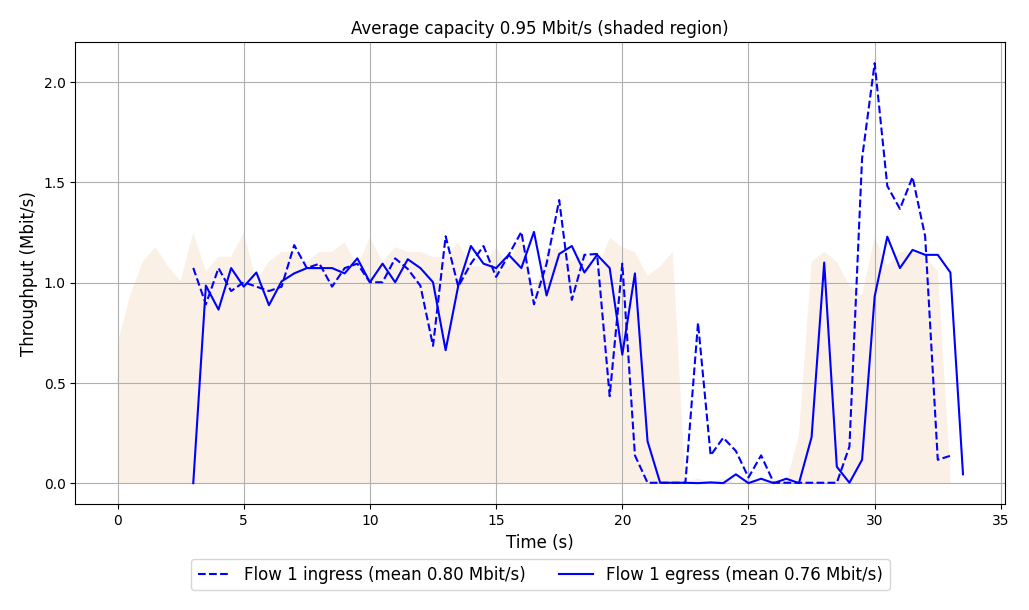 Average capacity 0.95 Mbit/s (shaded region)
Throughput (Mbit/s)
2.0
1.5
1.0
0.5
0.0
0 5 10 15 20 25 30 35
Time (s)
Flow 1 ingress (mean 0.80 Mbit/s) Flow 1 egress (mean 0.76 Mbit/s)